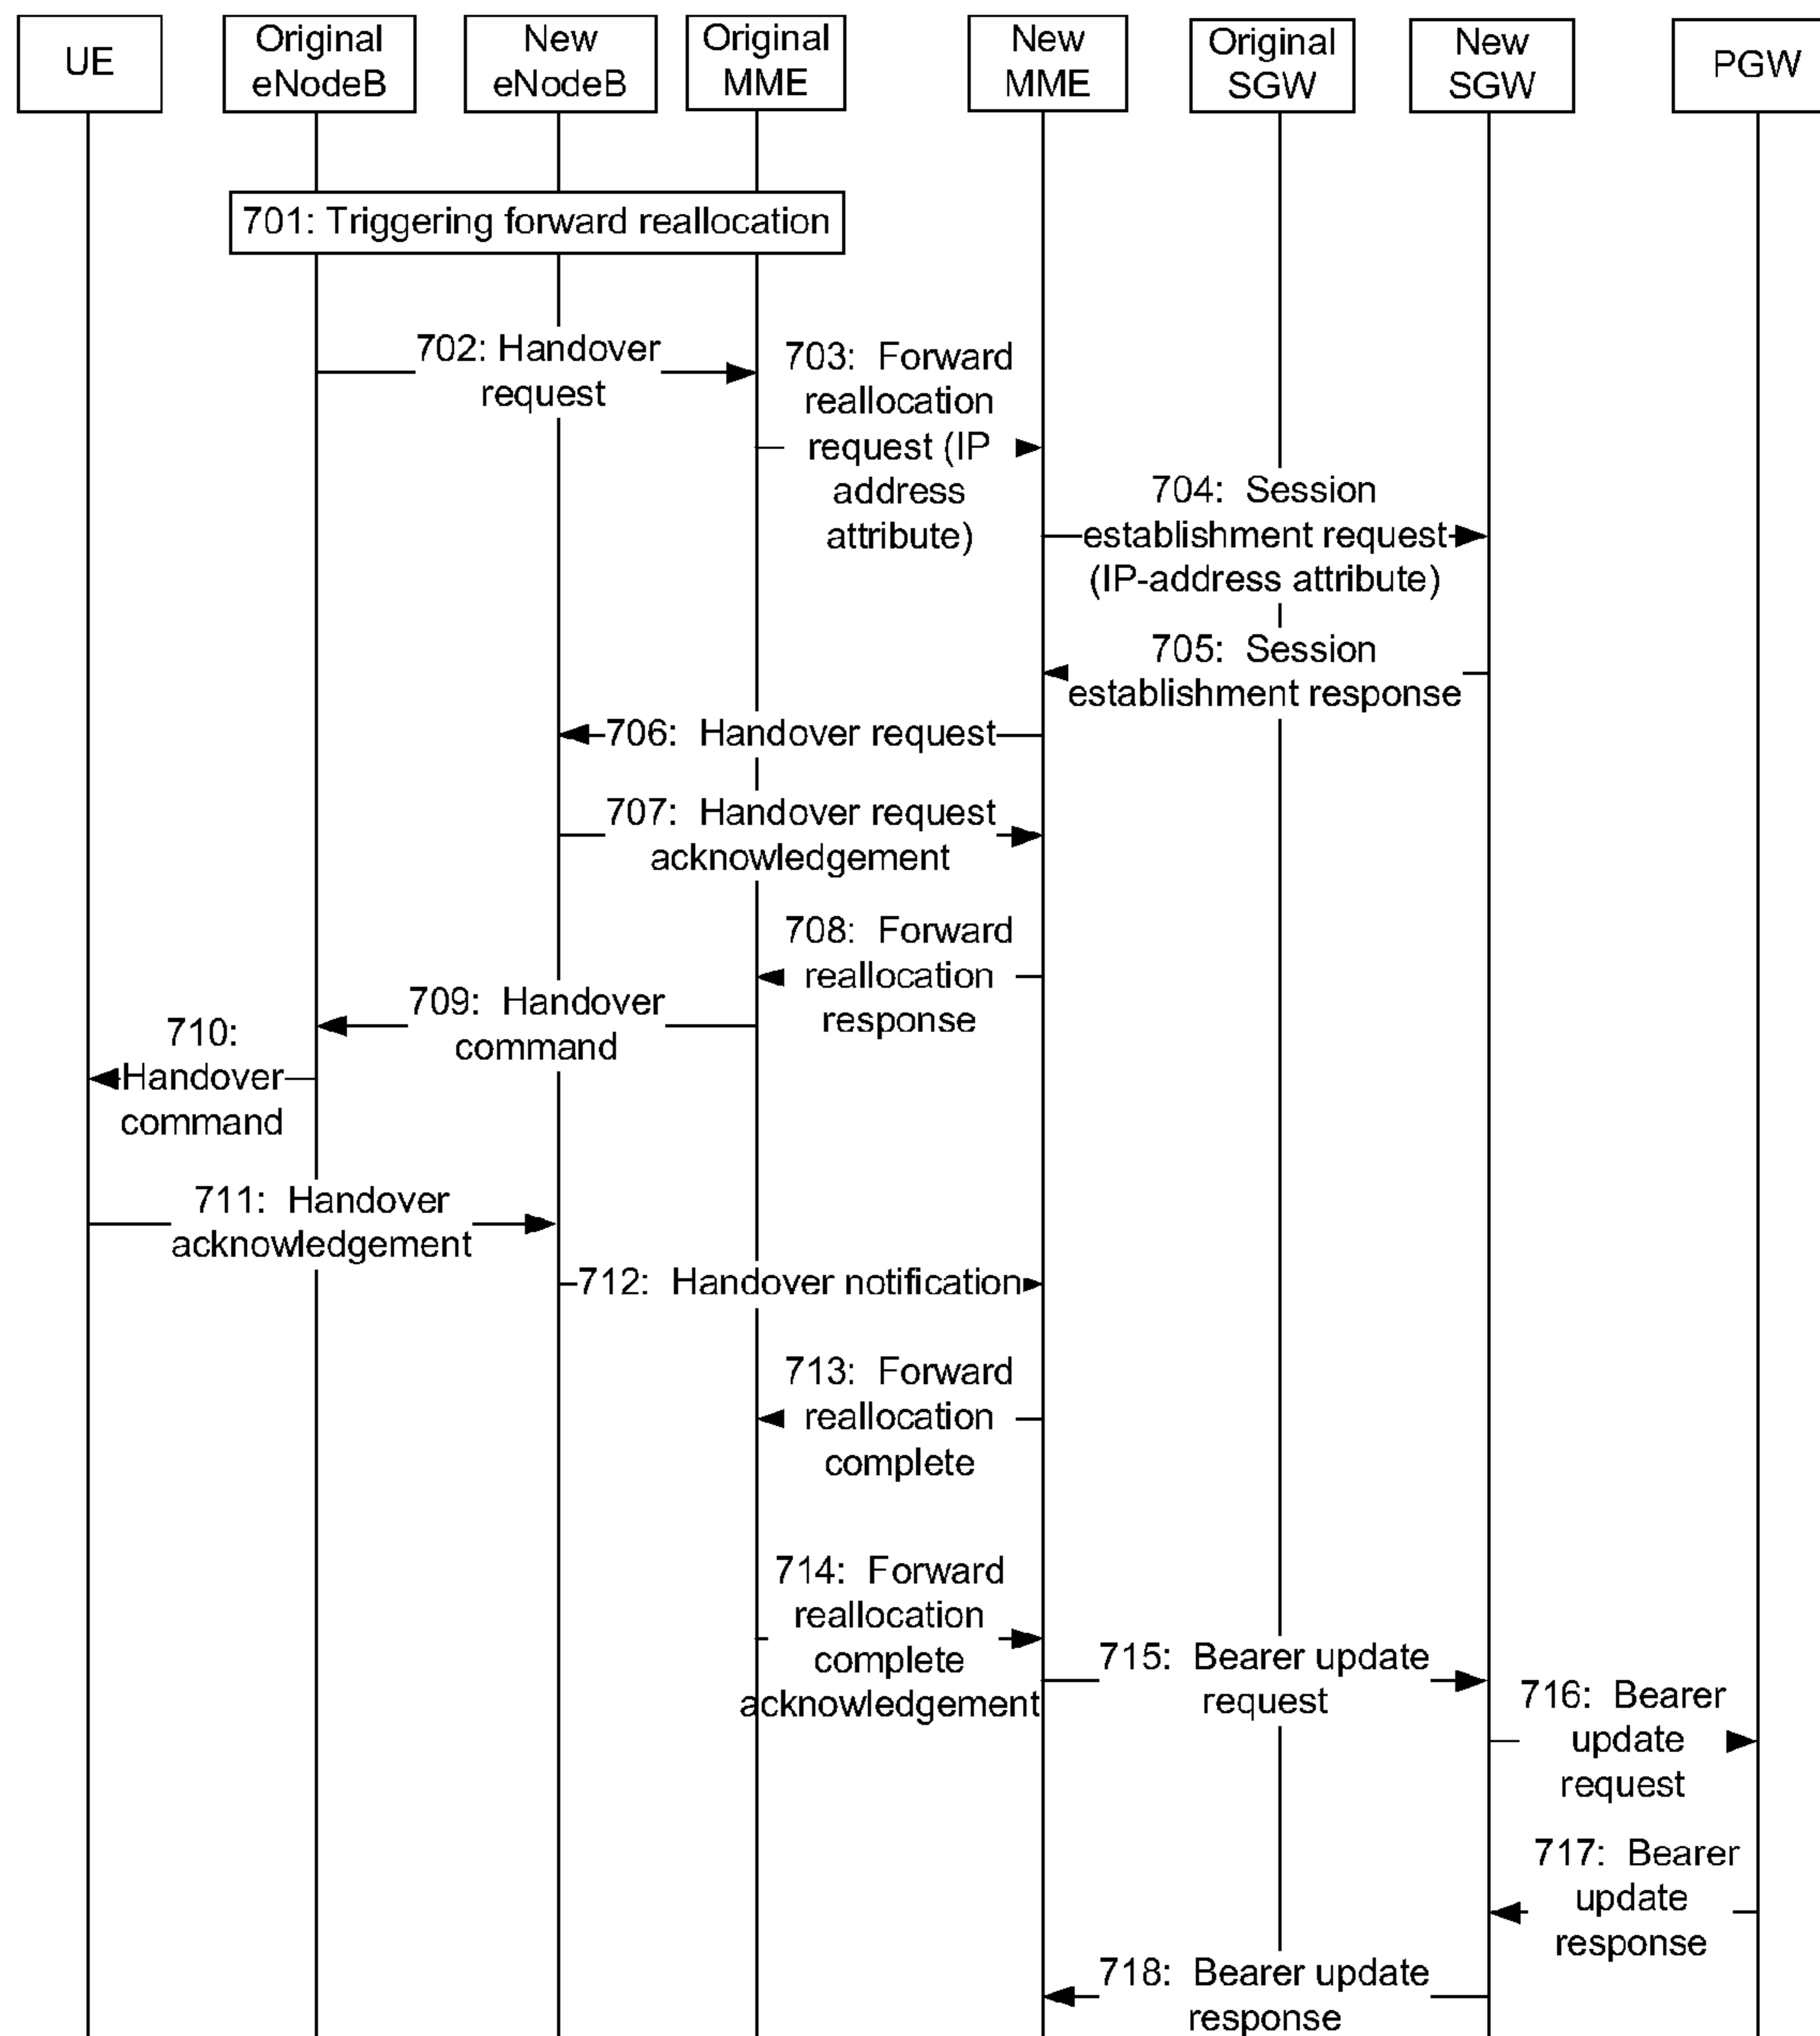 UE
Original
eNodeB
New
eNodeB
Original
MME
New
MME
Original
SGW
New
SGW
PGW
701: Triggering forward reallocation
702: Handover
request
703: Forward
reallocation
request (IP
address
attribute)
704: Session
establishment request
(IP-address attribute)
705: Session
establishment response
706: Handover request
707: Handover request
acknowledgement
708: Forward
reallocation
response
709: Handover
command
710:
Handover
command
711: Handover
acknowledgement
712: Handover notification
713: Forward
reallocation
complete
714: Forward
reallocation
complete
acknowledgement
715: Bearer update
request
716: Bearer
update
request
717: Bearer
update
response
718: Bearer update
response